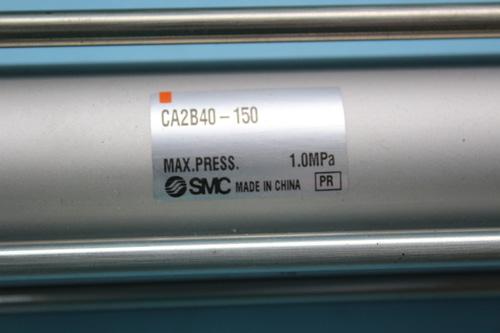 CA2B40-150
MAX.PRESS. 1.0MPa
SMC MADE IN CHINA PR